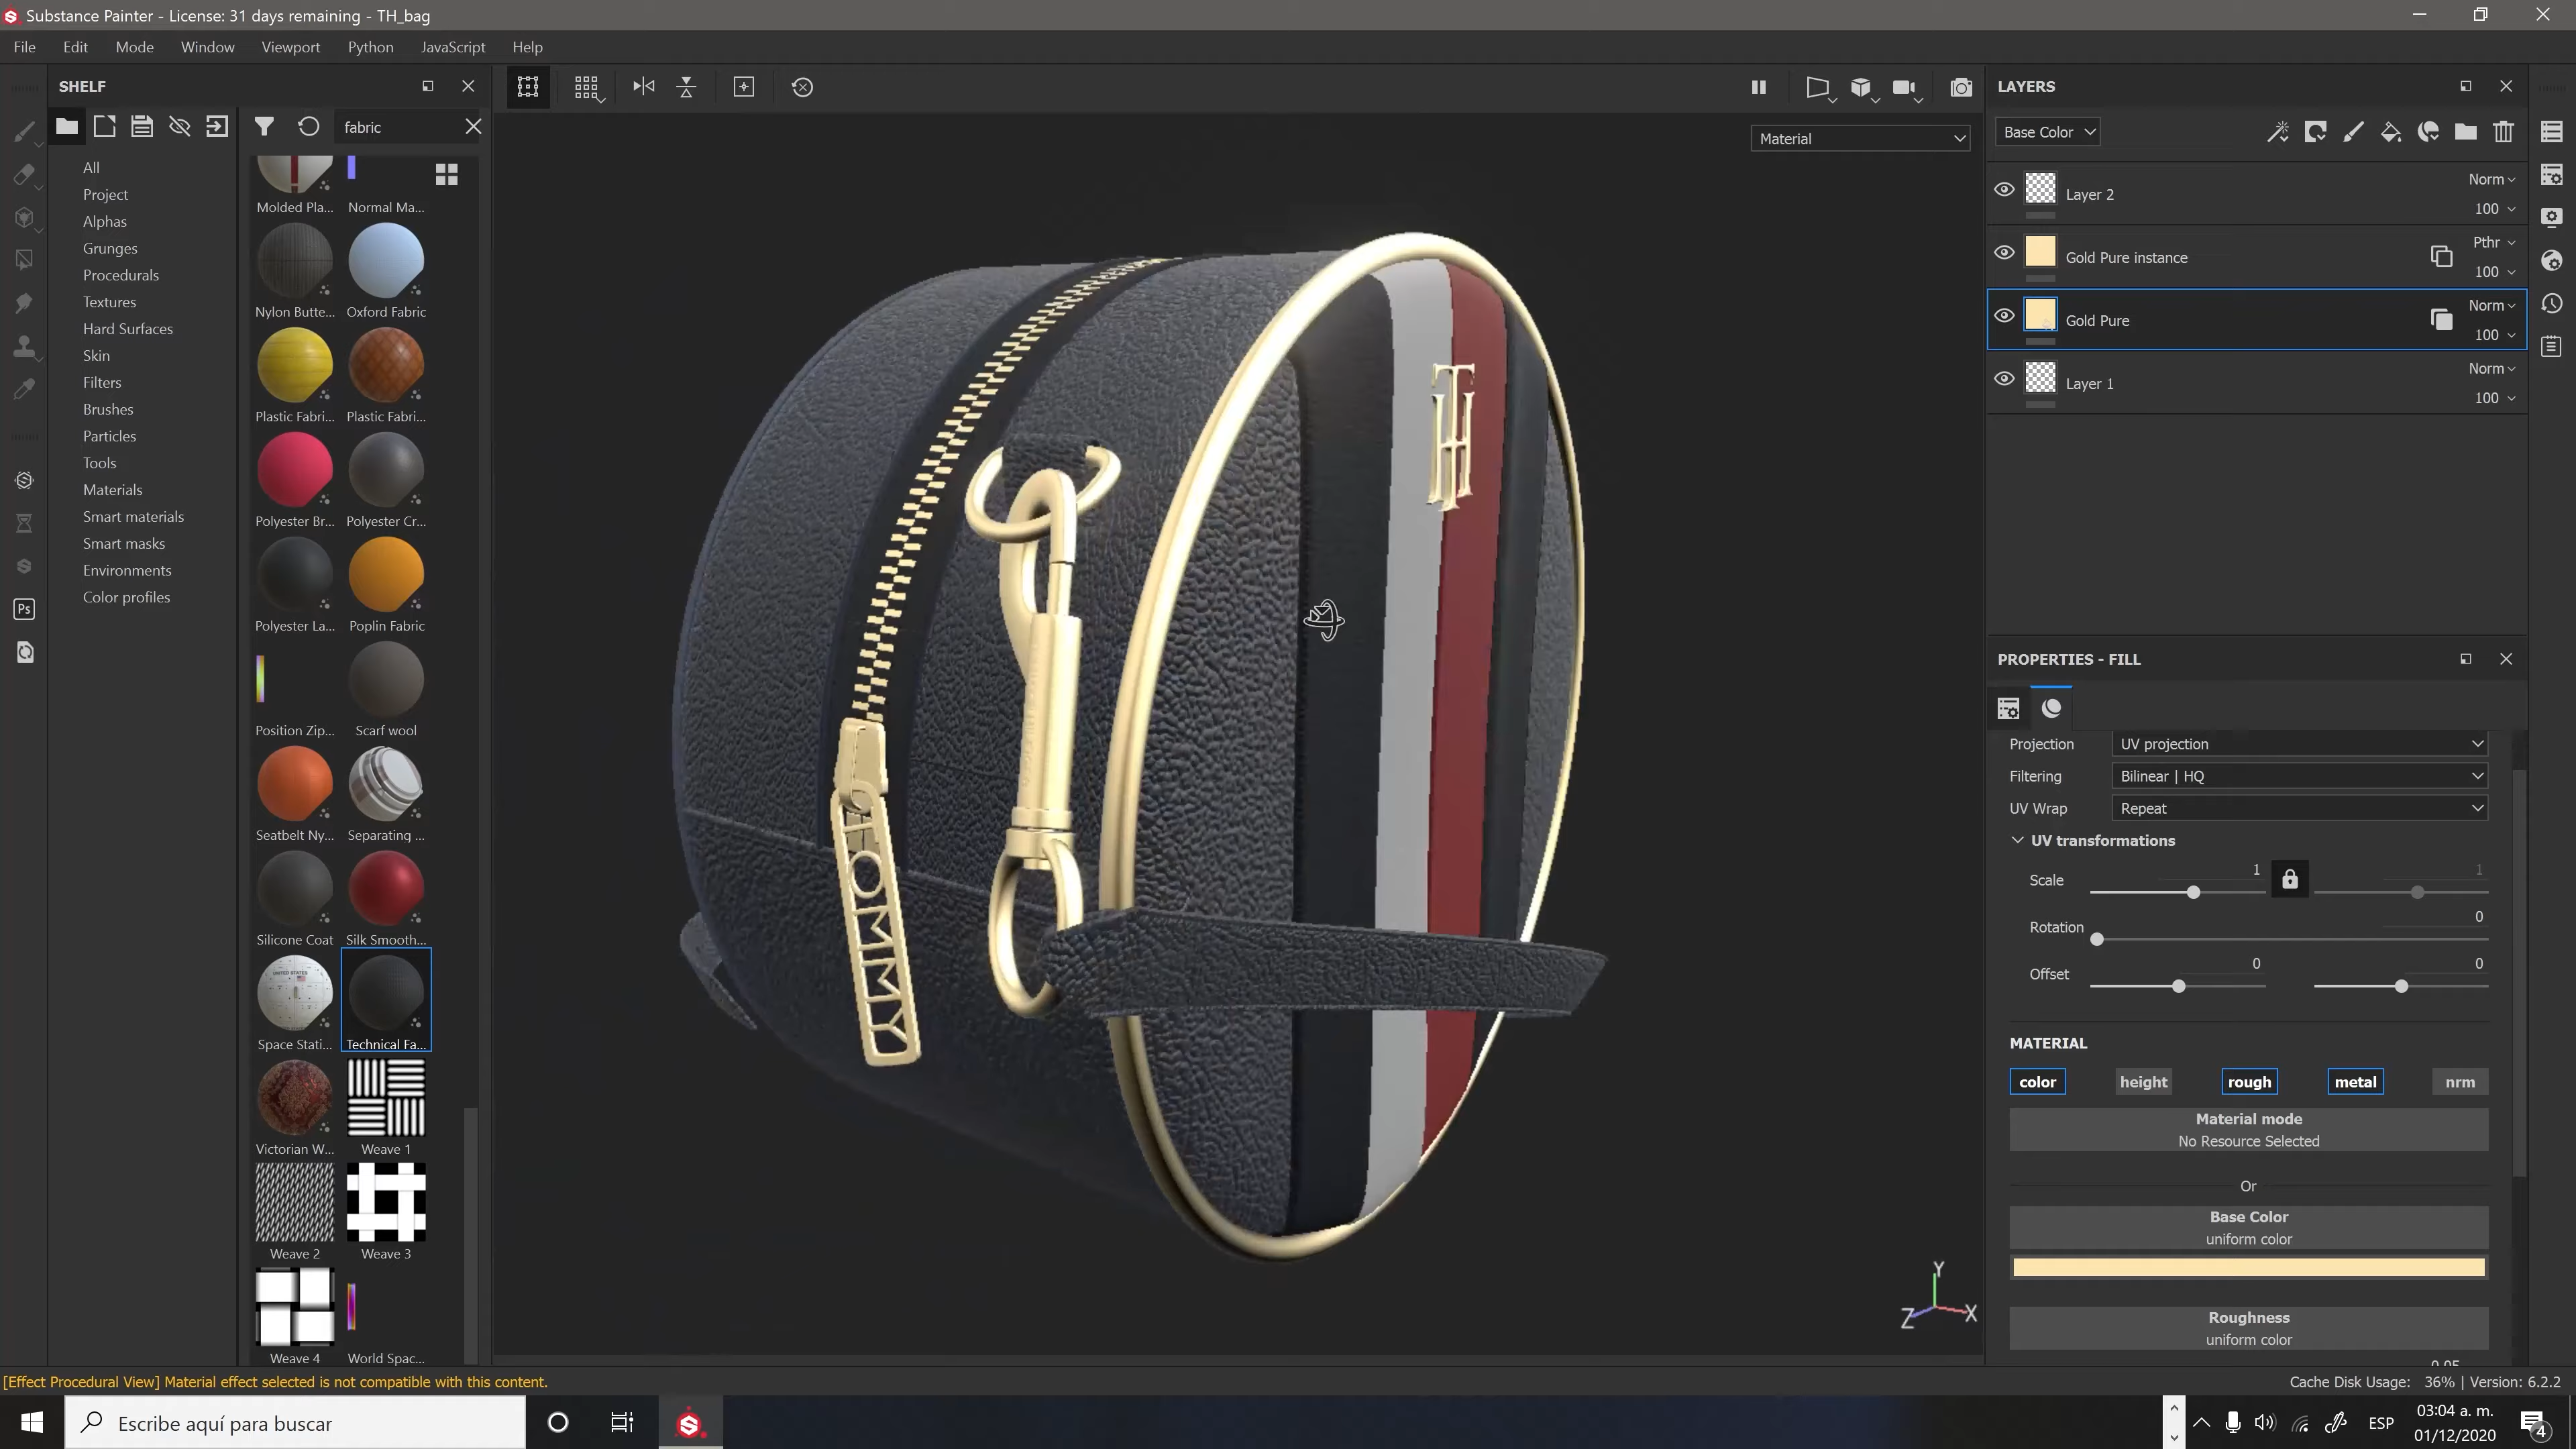 Substance Painter - License: 31 days remaining - TH_bag
File Edit Mode Window Viewport Python JavaScript Help
SHELF
fabric
All
Project
Alphas
Grunges
Procedurals
Textures
Hard Surfaces
Skin
Filters
Brushes
Particles
Tools
Materials
Smart materials
Smart masks
Environments
Color profiles
Ps
Molded Pla... Normal Ma...
Nylon Butte... Oxford Fabric
Plastic Fabri... Plastic Fabri...
Polyester Br... Polyester Cr...
Polyester La... Poplin Fabric
Position Zip... Scarf wool
Seatbelt Ny... Separating ...
Silicone Coat Silk Smooth...
UNITED STATES
Space Stati... Technical Fa...
Victorian W... Weave 1
Weave 2 Weave 3
Weave 4 World Spac...
Material
TH
TOMMY
Y
Z X
LAYERS
Base Color
Layer 2 Norm
100
Gold Pure instance Pthr
100
Gold Pure Norm
100
Layer 1 Norm
100
PROPERTIES - FILL
Projection UV projection
Filtering Bilinear | HQ
UV Wrap Repeat
UV transformations
Scale 1 1
Rotation 0
Offset 0 0
MATERIAL
color height rough metal nrm
Material mode
No Resource Selected
Or
Base Color
uniform color
Roughness
uniform color
0.05
[Effect Procedural View] Material effect selected is not compatible with this content.
Cache Disk Usage: 36% | Version: 6.2.2
Escribe aquí para buscar
ESP
03:04 a. m.
01/12/2020
4